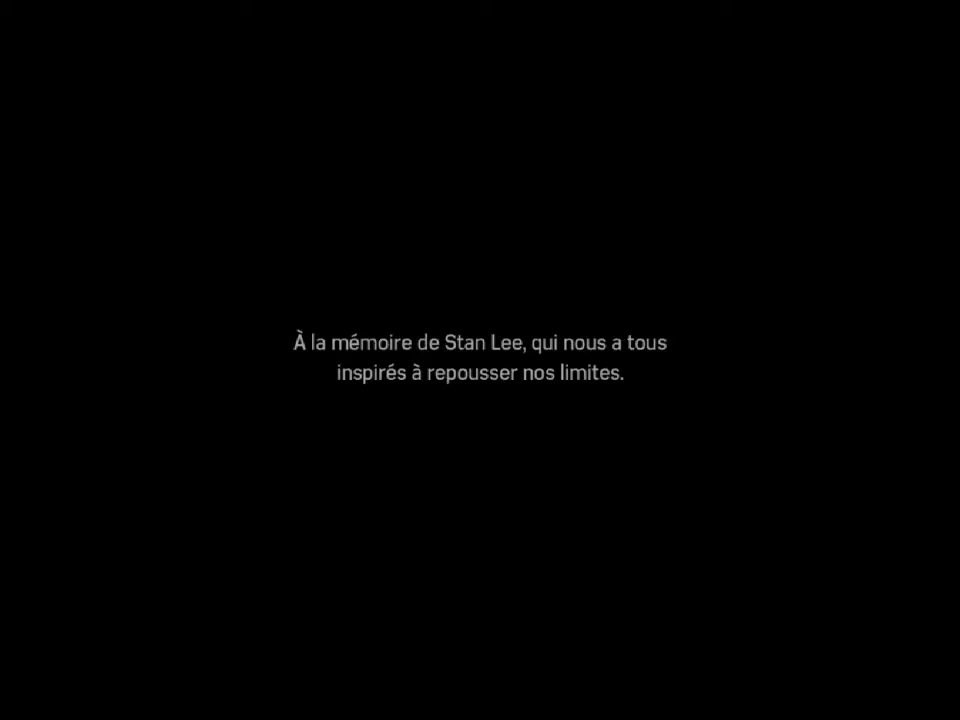 À la mémoire de Stan Lee, qui nous a tous
inspirés à repousser nos limites.